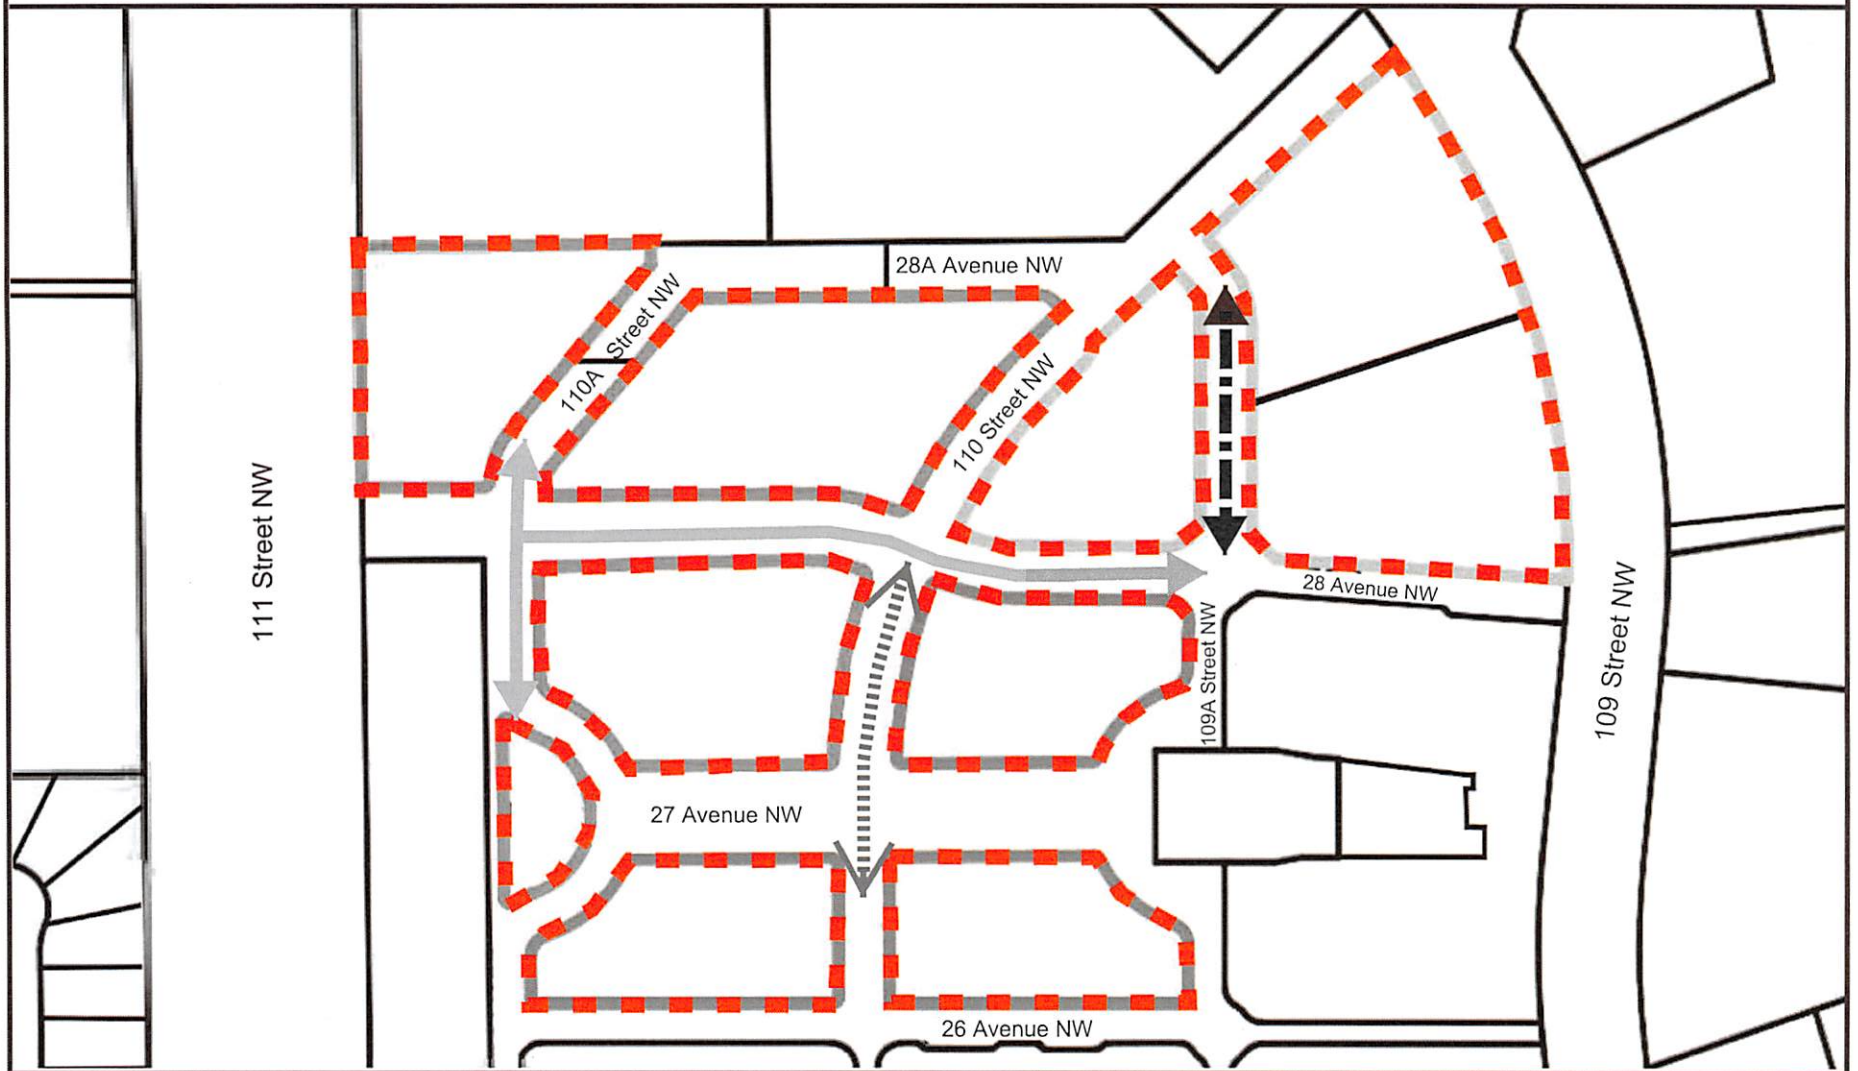 28A Avenue NW
110A Street NW
110 Street NW
111 Street NW
28 Avenue NW
109A Street NW
109 Street NW
27 Avenue NW
26 Avenue NW